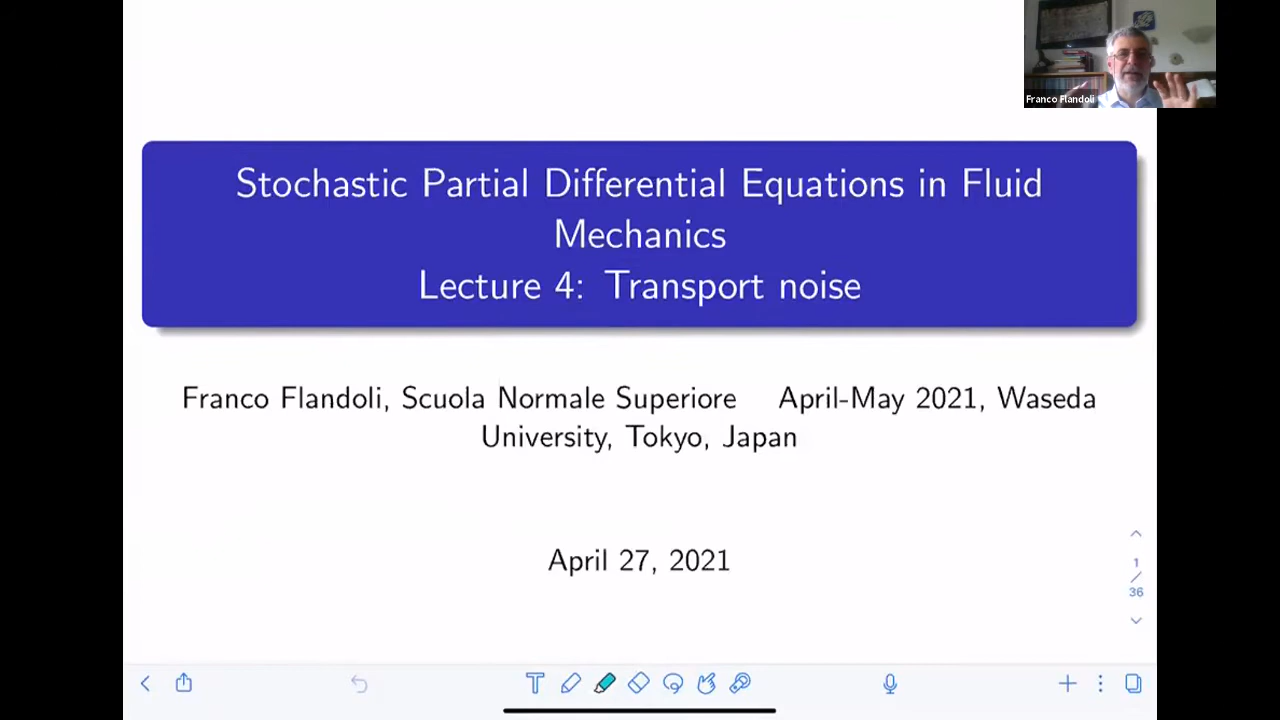 Franco Flandoli
Stochastic Partial Differential Equations in Fluid
Mechanics
Lecture 4: Transport noise
Franco Flandoli, Scuola Normale Superiore April-May 2021, Waseda
University, Tokyo, Japan
April 27, 2021
1
/
36